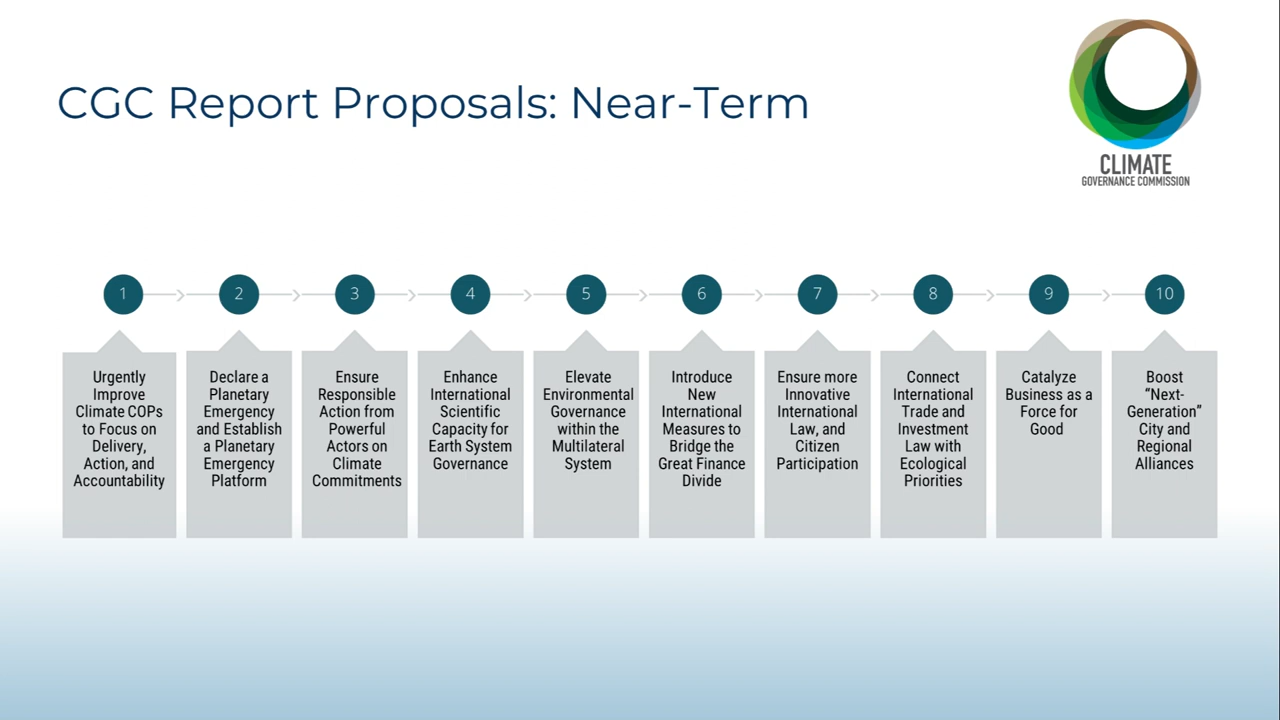 CGC Report Proposals: Near-Term
CLIMATE
GOVERNANCE COMMISSION
1
2
3
4
5
6
7
8
9
10
Urgently
Improve
Climate COPs
to Focus on
Delivery,
Action, and
Accountability
Declare a
Planetary
Emergency
and Establish
a Planetary
Emergency
Platform
Ensure
Responsible
Action from
Powerful
Actors on
Climate
Commitments
Enhance
International
Scientific
Capacity for
Earth System
Governance
Elevate
Environmental
Governance
within the
Multilateral
System
Introduce
New
International
Measures to
Bridge the
Great Finance
Divide
Ensure more
Innovative
International
Law, and
Citizen
Participation
Connect
International
Trade and
Investment
Law with
Ecological
Priorities
Catalyze
Business as a
Force for
Good
Boost
“Next-
Generation”
City and
Regional
Alliances